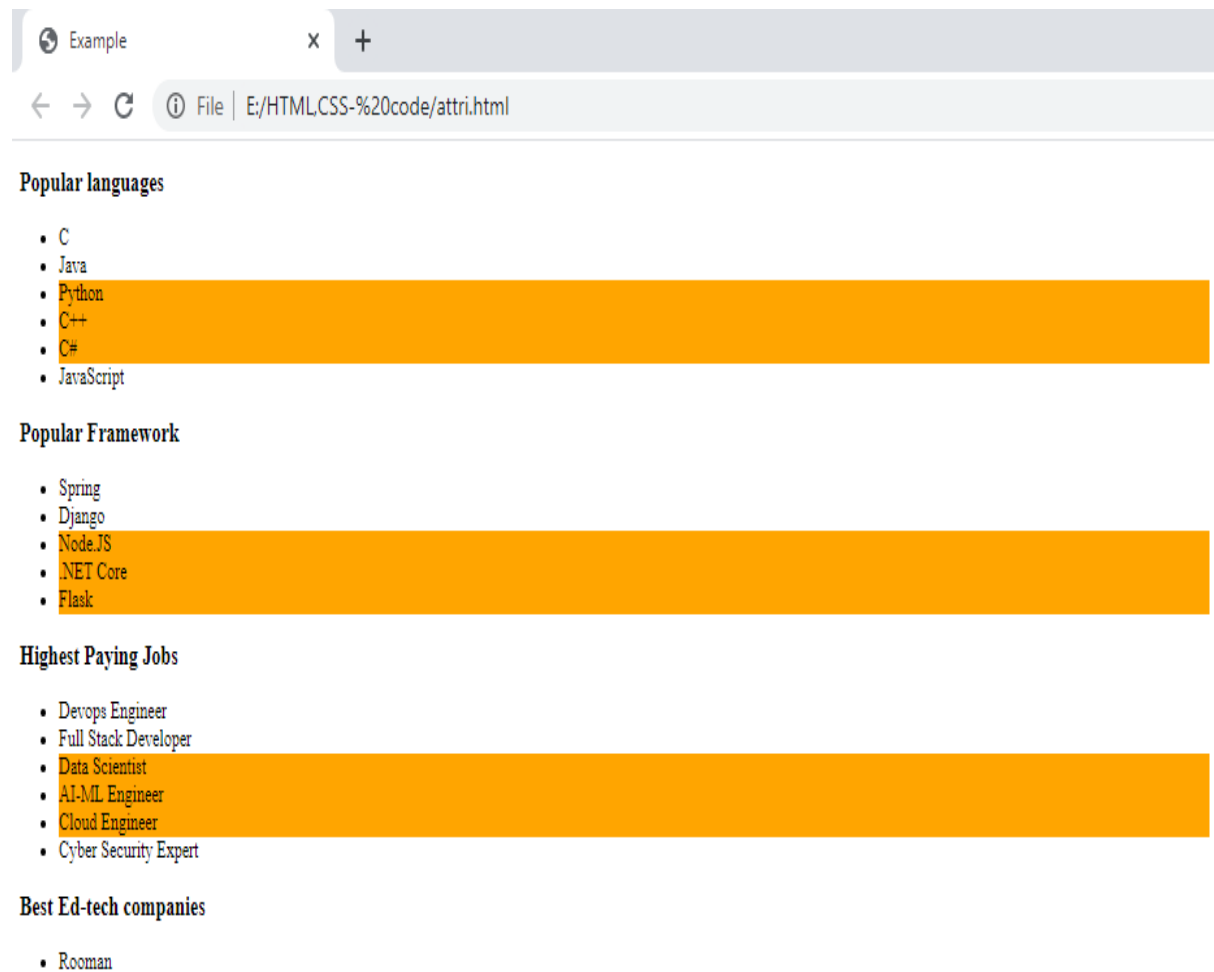 Example
File E:/HTML,CSS-%20code/attri.html
Popular languages
C
Java
Python
C++
C#
JavaScript
Popular Framework
Spring
Django
Node.JS
.NET Core
Flask
Highest Paying Jobs
Devops Engineer
Full Stack Developer
Data Scientist
AI-ML Engineer
Cloud Engineer
Cyber Security Expert
Best Ed-tech companies
Rooman